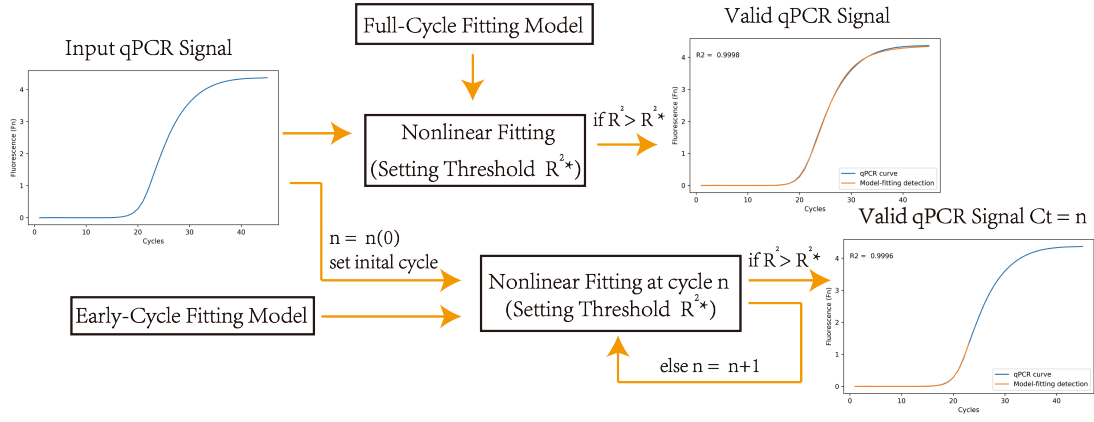 Full-Cycle Fitting Model
Valid qPCR Signal
Input qPCR Signal
Fluorescence (Fn)
4
3
2
1
0
0 10 20 30 40
Cycles
Nonlinear Fitting
(Setting Threshold R²*)
if R²> R²*
R2 = 0.9998
Fluorescence (Fn)
4
3
2
1
0
qPCR curve
Model-fitting detection
0 10 20 30 40
Cycles
Valid qPCR Signal Ct = n
n = n(0)
set inital cycle
Early-Cycle Fitting Model
Nonlinear Fitting at cycle n
(Setting Threshold R²*)
if R²> R²*
else n = n+1
R2 = 0.9996
Fluorescence (Fn)
4
3
2
1
0
qPCR curve
Model-fitting detection
0 10 20 30 40
Cycles